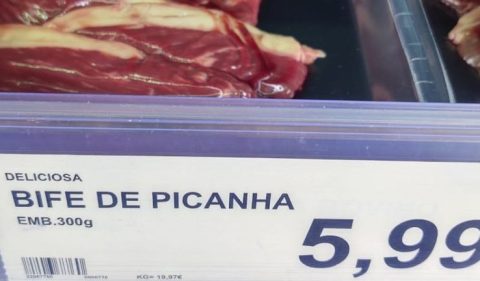 DELICIOSA
BIFE DE PICANHA
EMB.300g
5,99
KG= 19,97€